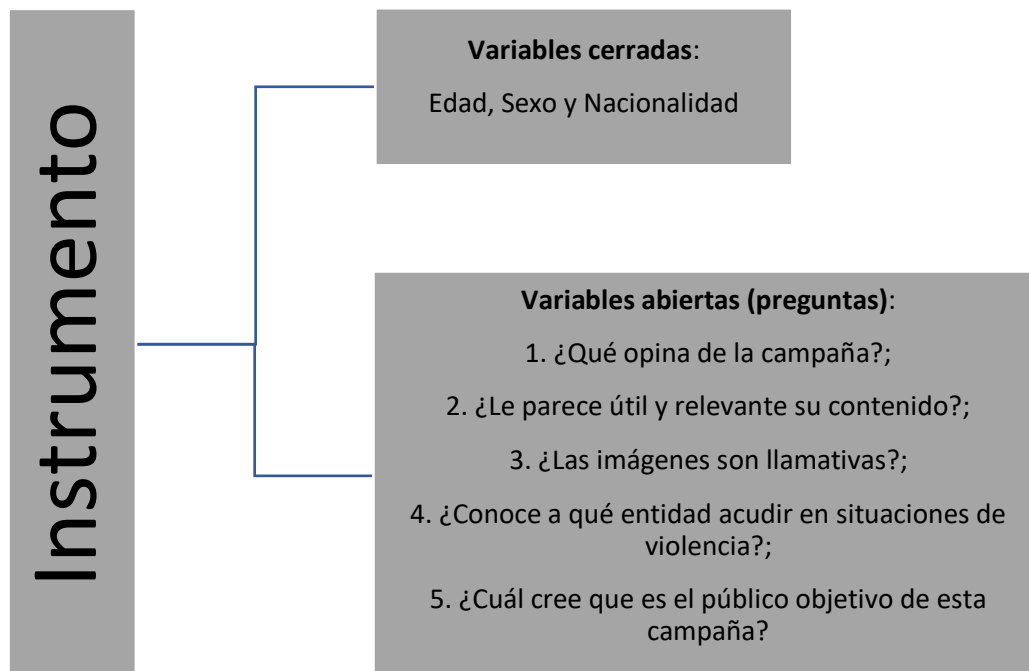 Instrumento
Variables cerradas:
Edad, Sexo y Nacionalidad
Variables abiertas (preguntas):
1. ¿Qué opina de la campaña?;
2. ¿Le parece útil y relevante su contenido?;
3. ¿Las imágenes son llamativas?;
4. ¿Conoce a qué entidad acudir en situaciones de
violencia?;
5. ¿Cuál cree que es el público objetivo de esta
campaña?